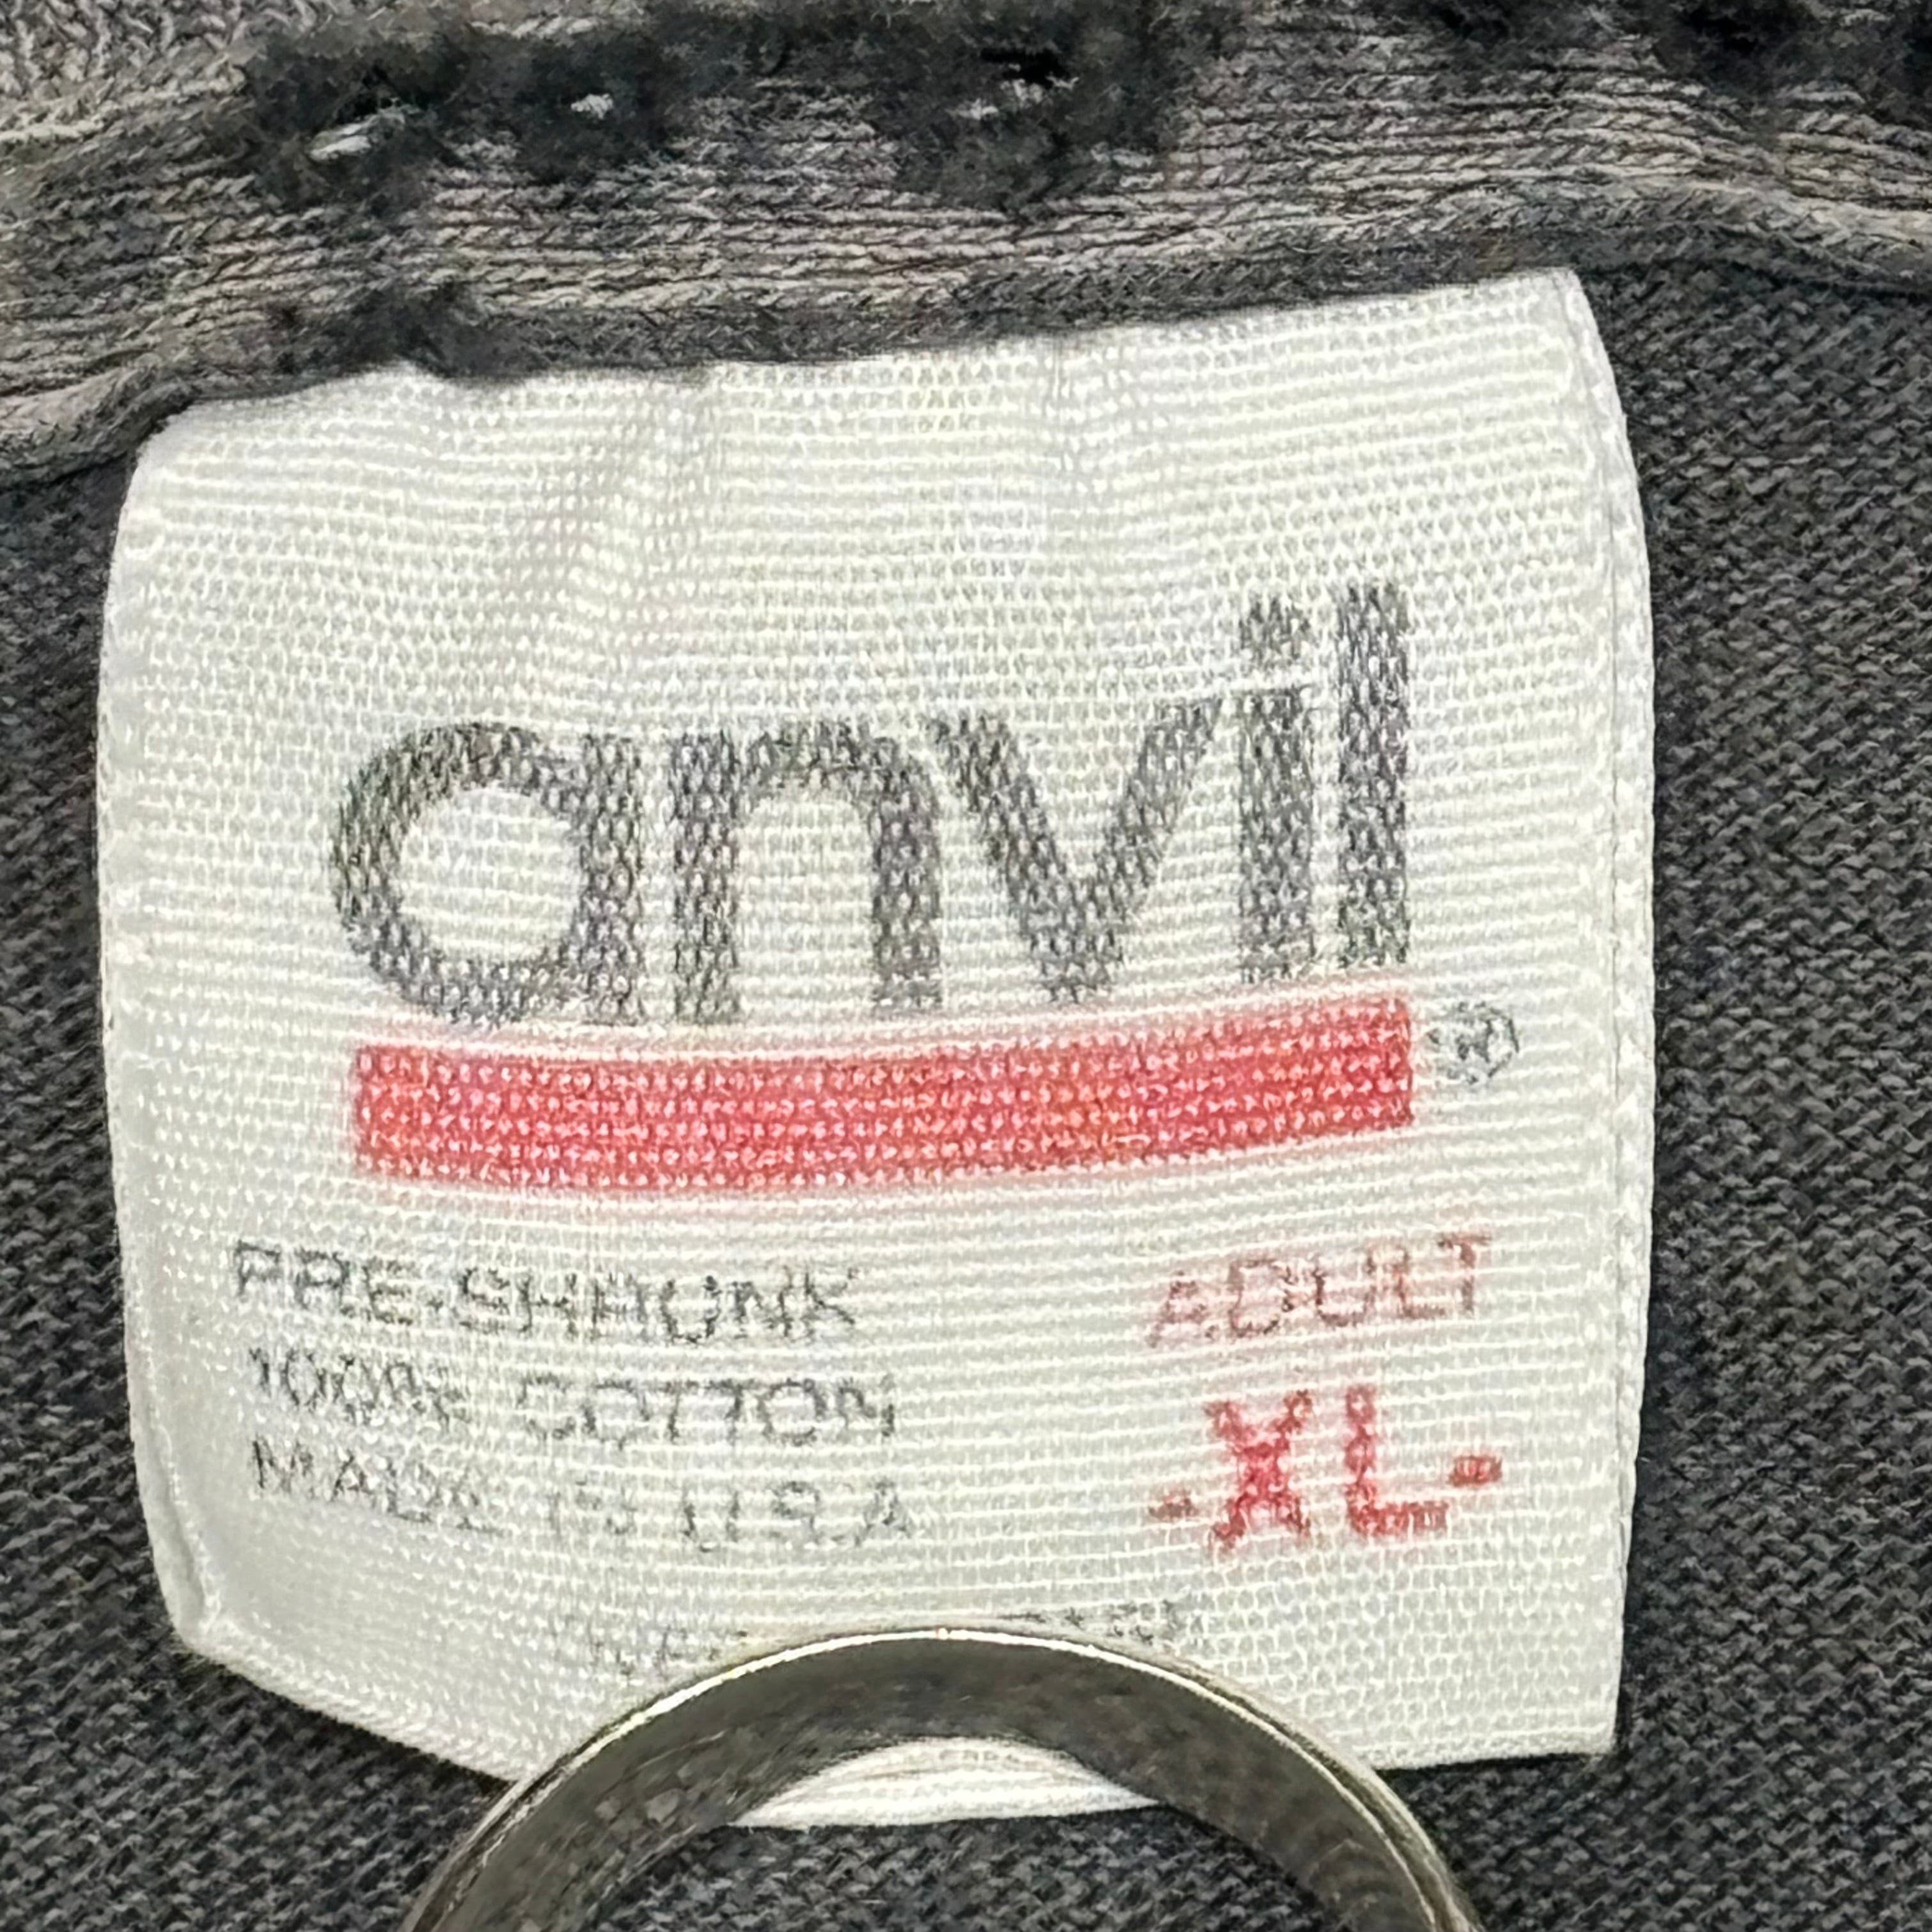 anvil
®
PRE-SHRUNK
100% COTTON
MADE IN U.S.A
ADULT
-XL-